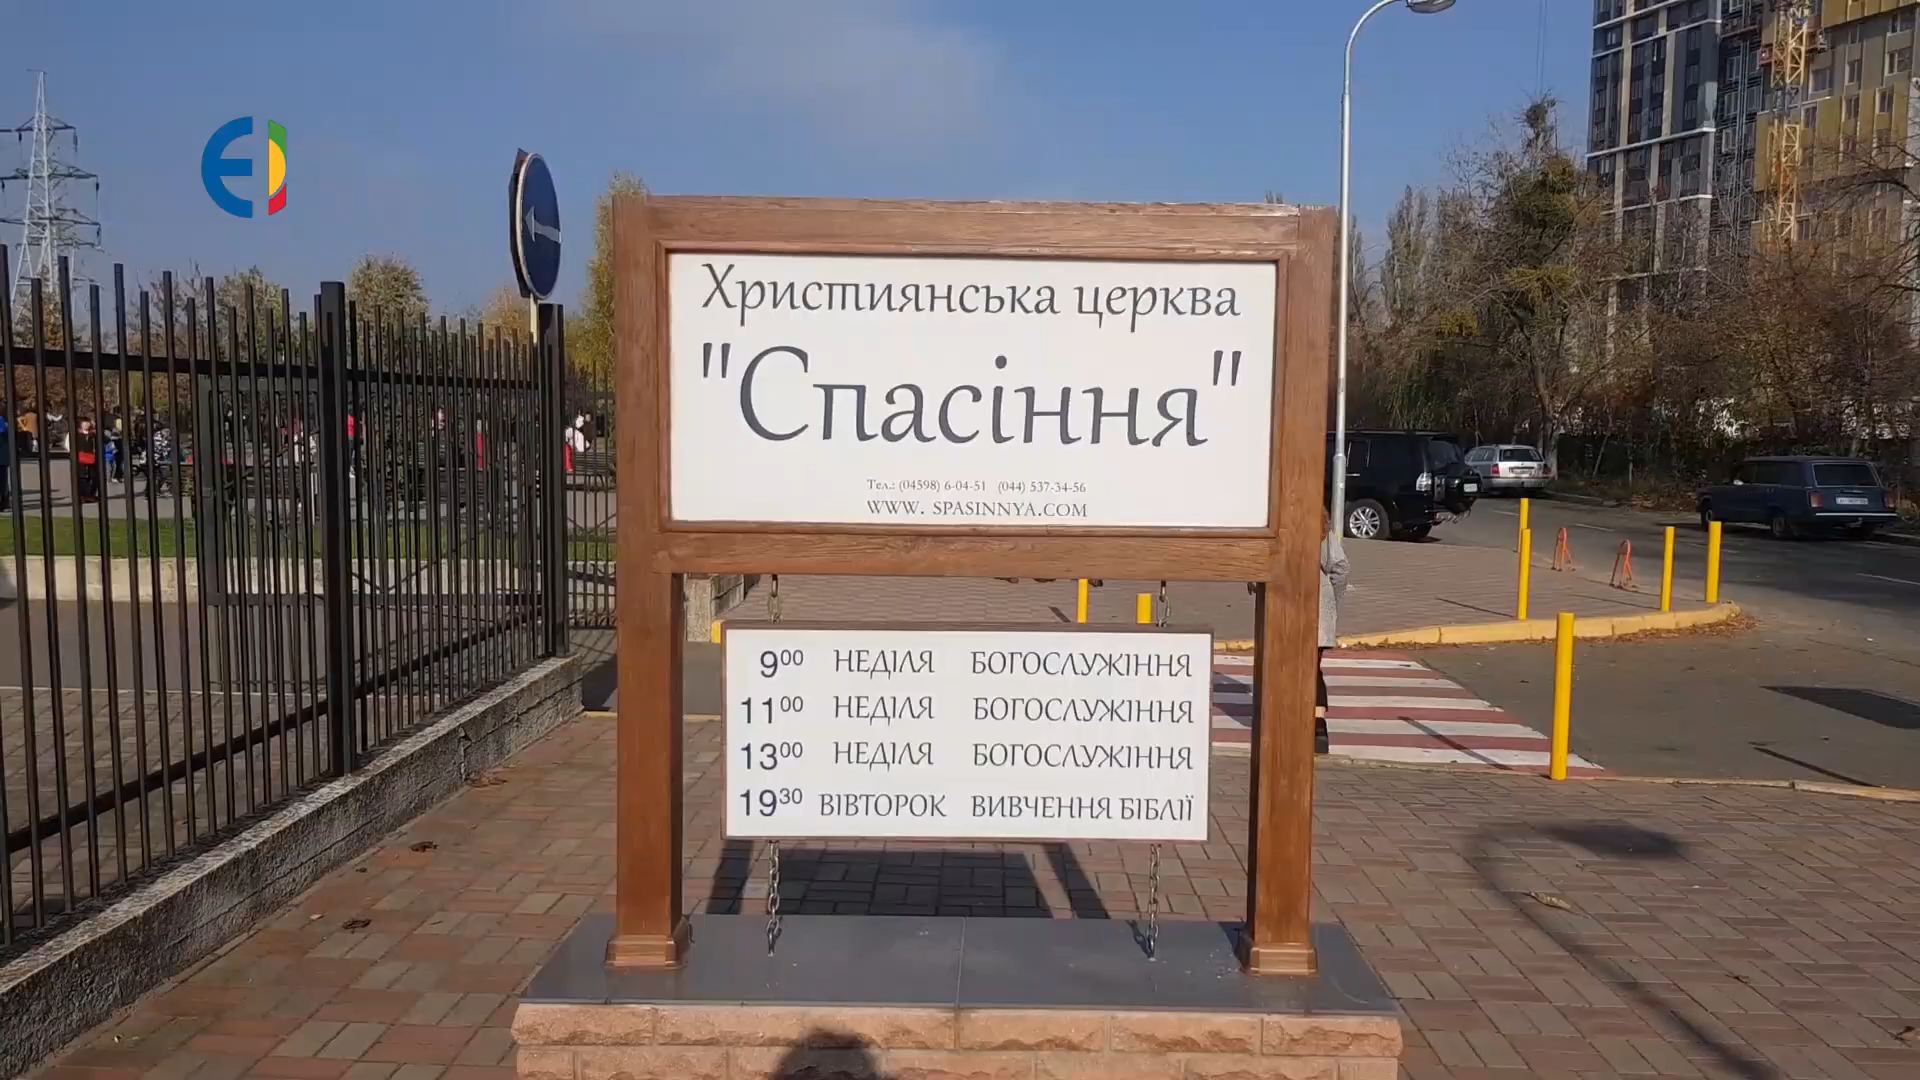 Християнська церква
"Спасіння"
Тел.: (04598) 6-04-51 (044) 537-34-56
WWW. SPASINNYA.COM
9⁰⁰ НЕДІЛЯ БОГОСЛУЖІННЯ
11⁰⁰ НЕДІЛЯ БОГОСЛУЖІННЯ
13⁰⁰ НЕДІЛЯ БОГОСЛУЖІННЯ
19³⁰ ВІВТОРОК ВИВЧЕННЯ БІБЛІЇ